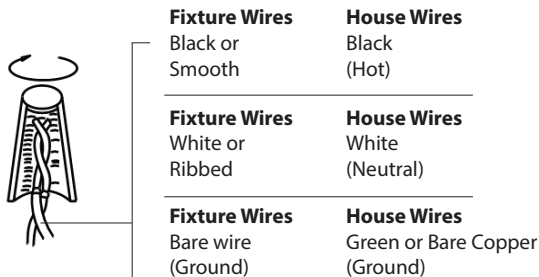 Fixture Wires House Wires
Black or Black
Smooth (Hot)
Fixture Wires House Wires
White or White
Ribbed (Neutral)
Fixture Wires House Wires
Bare wire Green or Bare Copper
(Ground) (Ground)